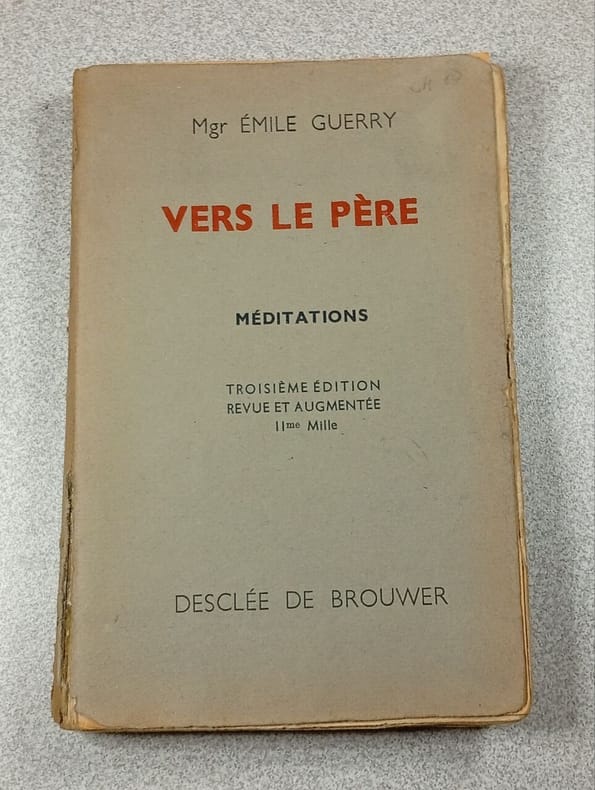 Mgr ÉMILE GUERRY
VERS LE PÈRE
MÉDITATIONS
TROISIÈME ÉDITION
REVUE ET AUGMENTÉE
11me Mille
DESCLÉE DE BROUWER